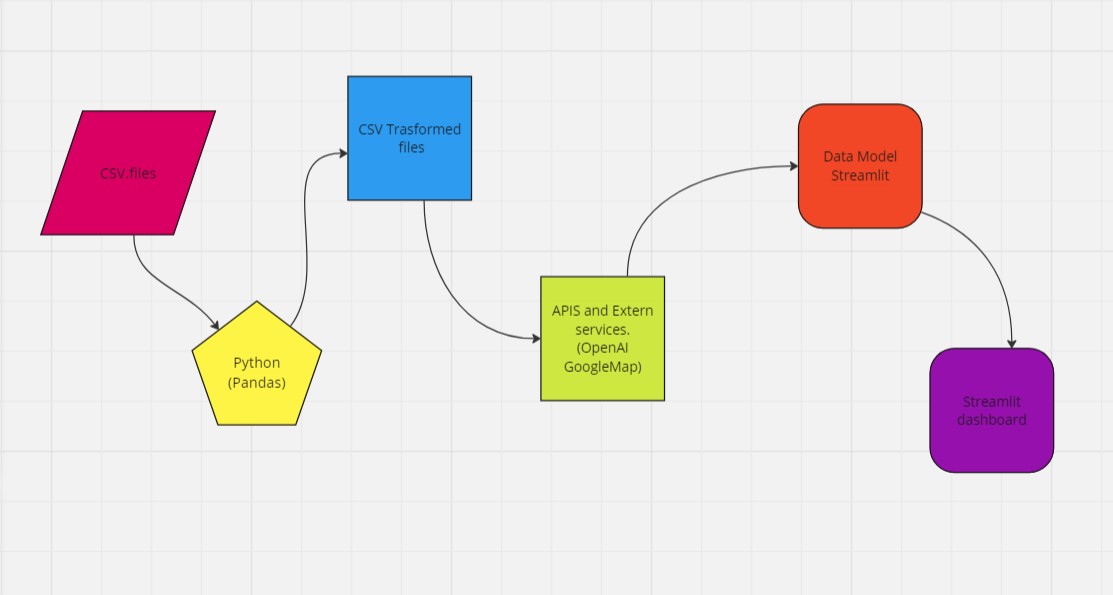 CSV.files
Python
(Pandas)
CSV Trasformed
files
APIS and Extern
services.
(OpenAI
GoogleMap)
Data Model
Streamlit
Streamlit
dashboard